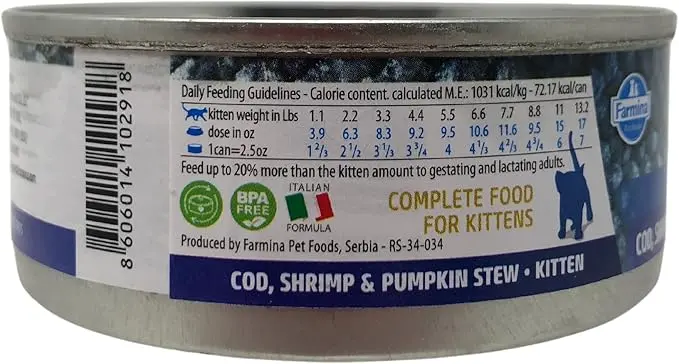 Daily Feeding Guidelines - Calorie content. calculated M.E.: 1031 kcal/kg - 72.17 kcal/can
kitten weight in Lbs 1.1 2.2 3.3 4.4 5.5 6.6 7.7 8.8 11 13.2
dose in oz 3,9 6.3 8.3 9.2 9.5 10.6 11.6 9.5 15 17
1can=2.5oz 1 2/3 2 1/2 3 1/3 3 3/4 4 4 1/3 4 2/3 4 3/4 6 7
Feed up to 20% more than the kitten amount to gestating and lactating adults.
BPA
FREE
ITALIAN
FORMULA
COMPLETE FOOD
FOR KITTENS
Produced by Farmina Pet Foods, Serbia - RS-34-034
COD, SHRIMP & PUMPKIN STEW • KITTEN
8 606014 102918
Farmina
COD,